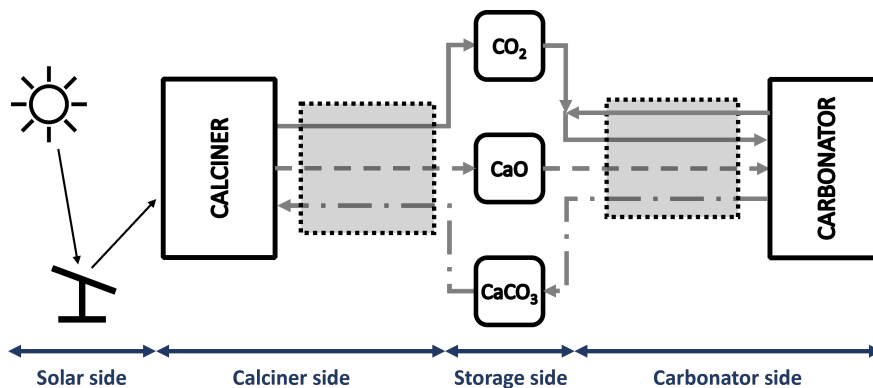 CO₂
CALCINER
CaO
CARBONATOR
CaCO₃
Solar side
Calciner side
Storage side
Carbonator side